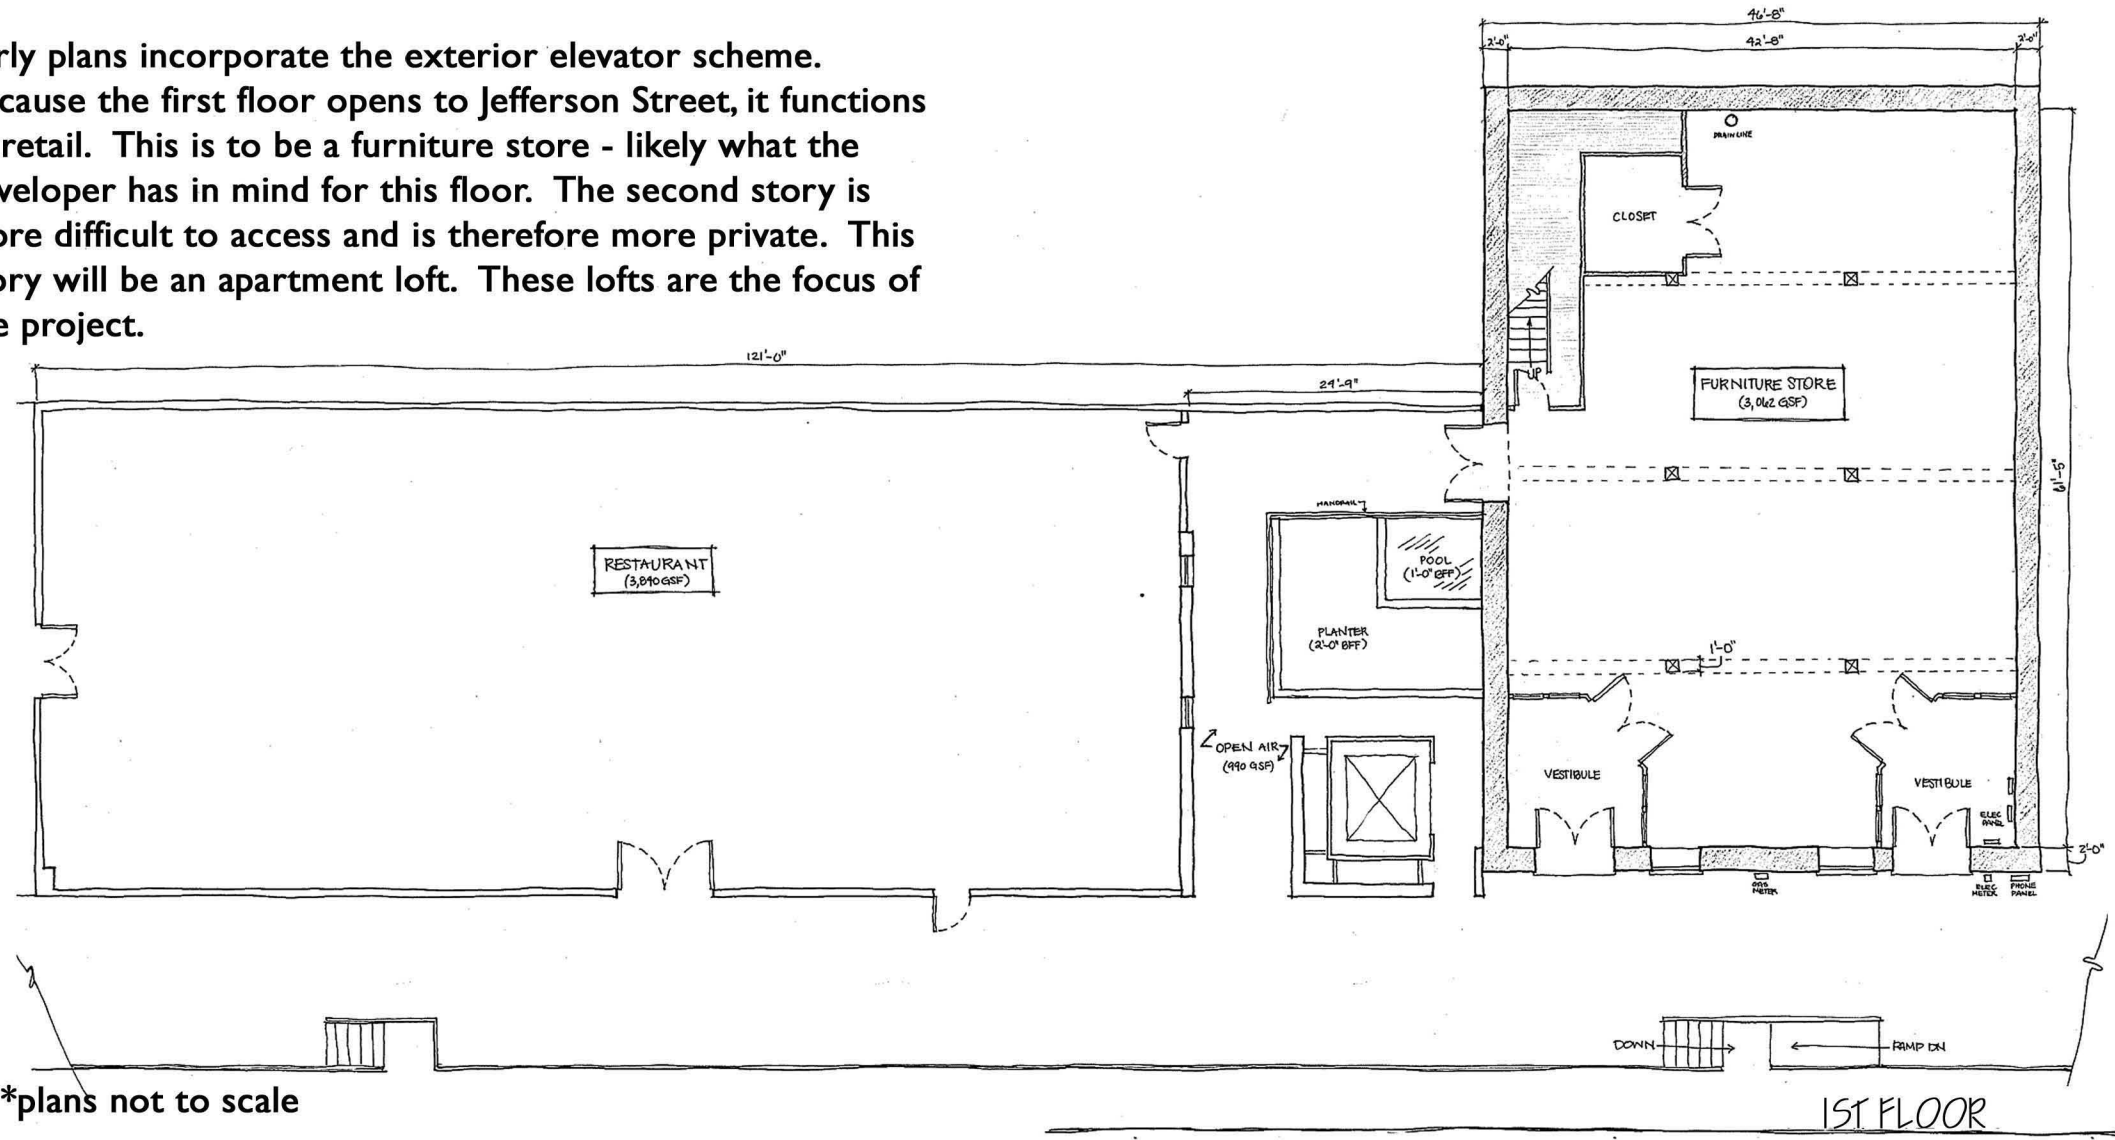 rly plans incorporate the exterior elevator scheme.
cause the first floor opens to Jefferson Street, it functions
retail. This is to be a furniture store - likely what the
veloper has in mind for this floor. The second story is
ore difficult to access and is therefore more private. This
ory will be an apartment loft. These lofts are the focus of
e project.
46'-8"
2'-0"
42'-8"
2'-0"
DRAIN LINE
CLOSET
UP
FURNITURE STORE
(3,062 GSF)
61'-5"
121'-0"
24'-9"
RESTAURANT
(3,890 GSF)
HANDRAIL
POOL
(1'-0" BFF)
PLANTER
(2'-0" BFF)
1'-0"
OPEN AIR
(990 GSF)
VESTIBULE
VESTIBULE
ELEC
PANEL
2'-0"
GAS
METER
ELEC
METER
PHONE
PANEL
DOWN
RAMP DN
*plans not to scale
1ST FLOOR